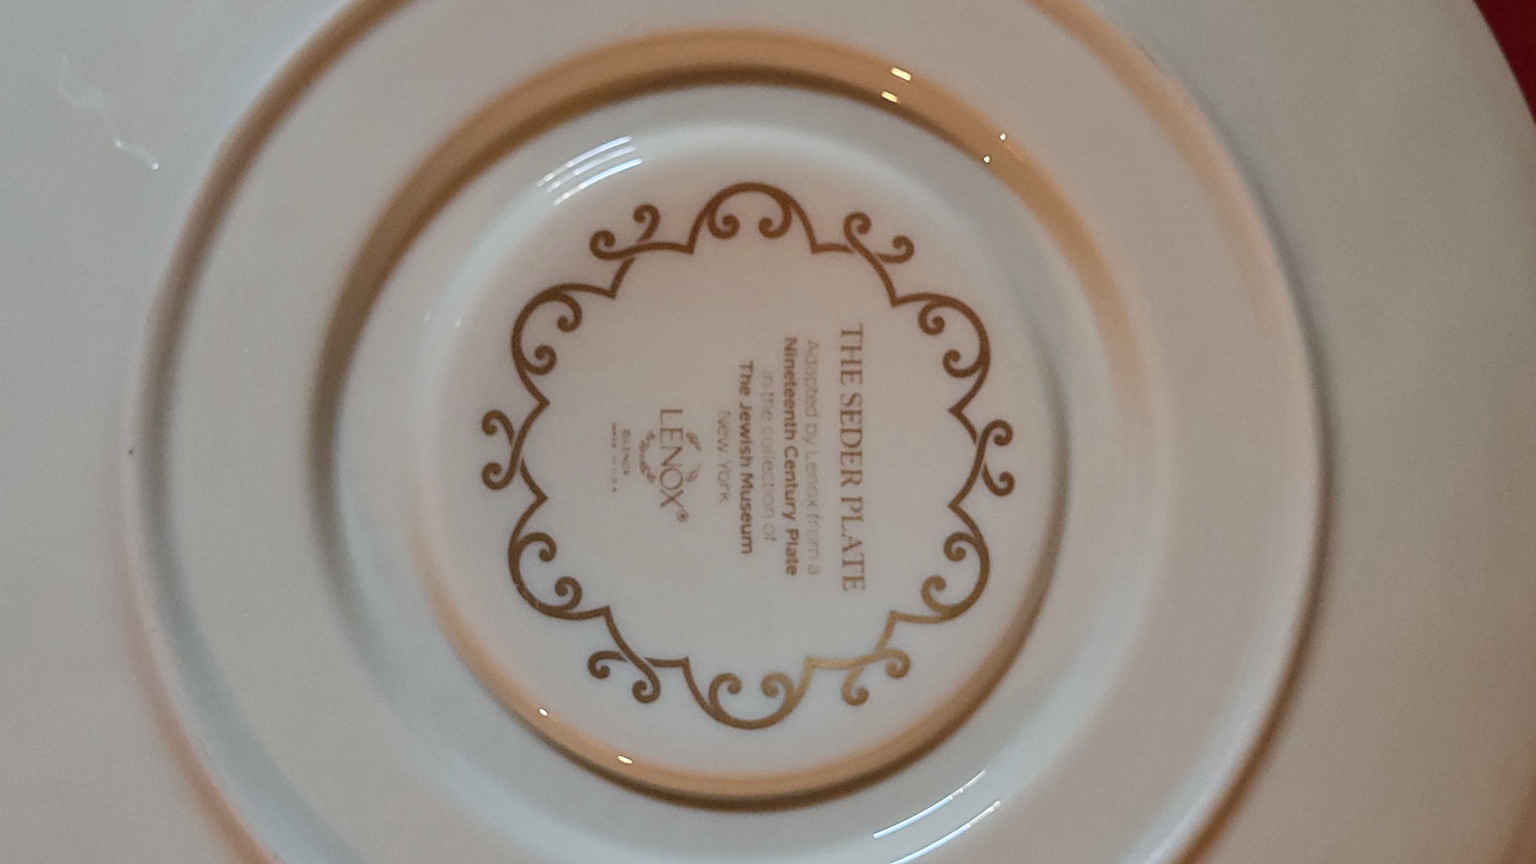 THE SEDER PLATE
Adapted by Lenox from a
Nineteenth Century Plate
in the collection of
The Jewish Museum
New York
LENOX®